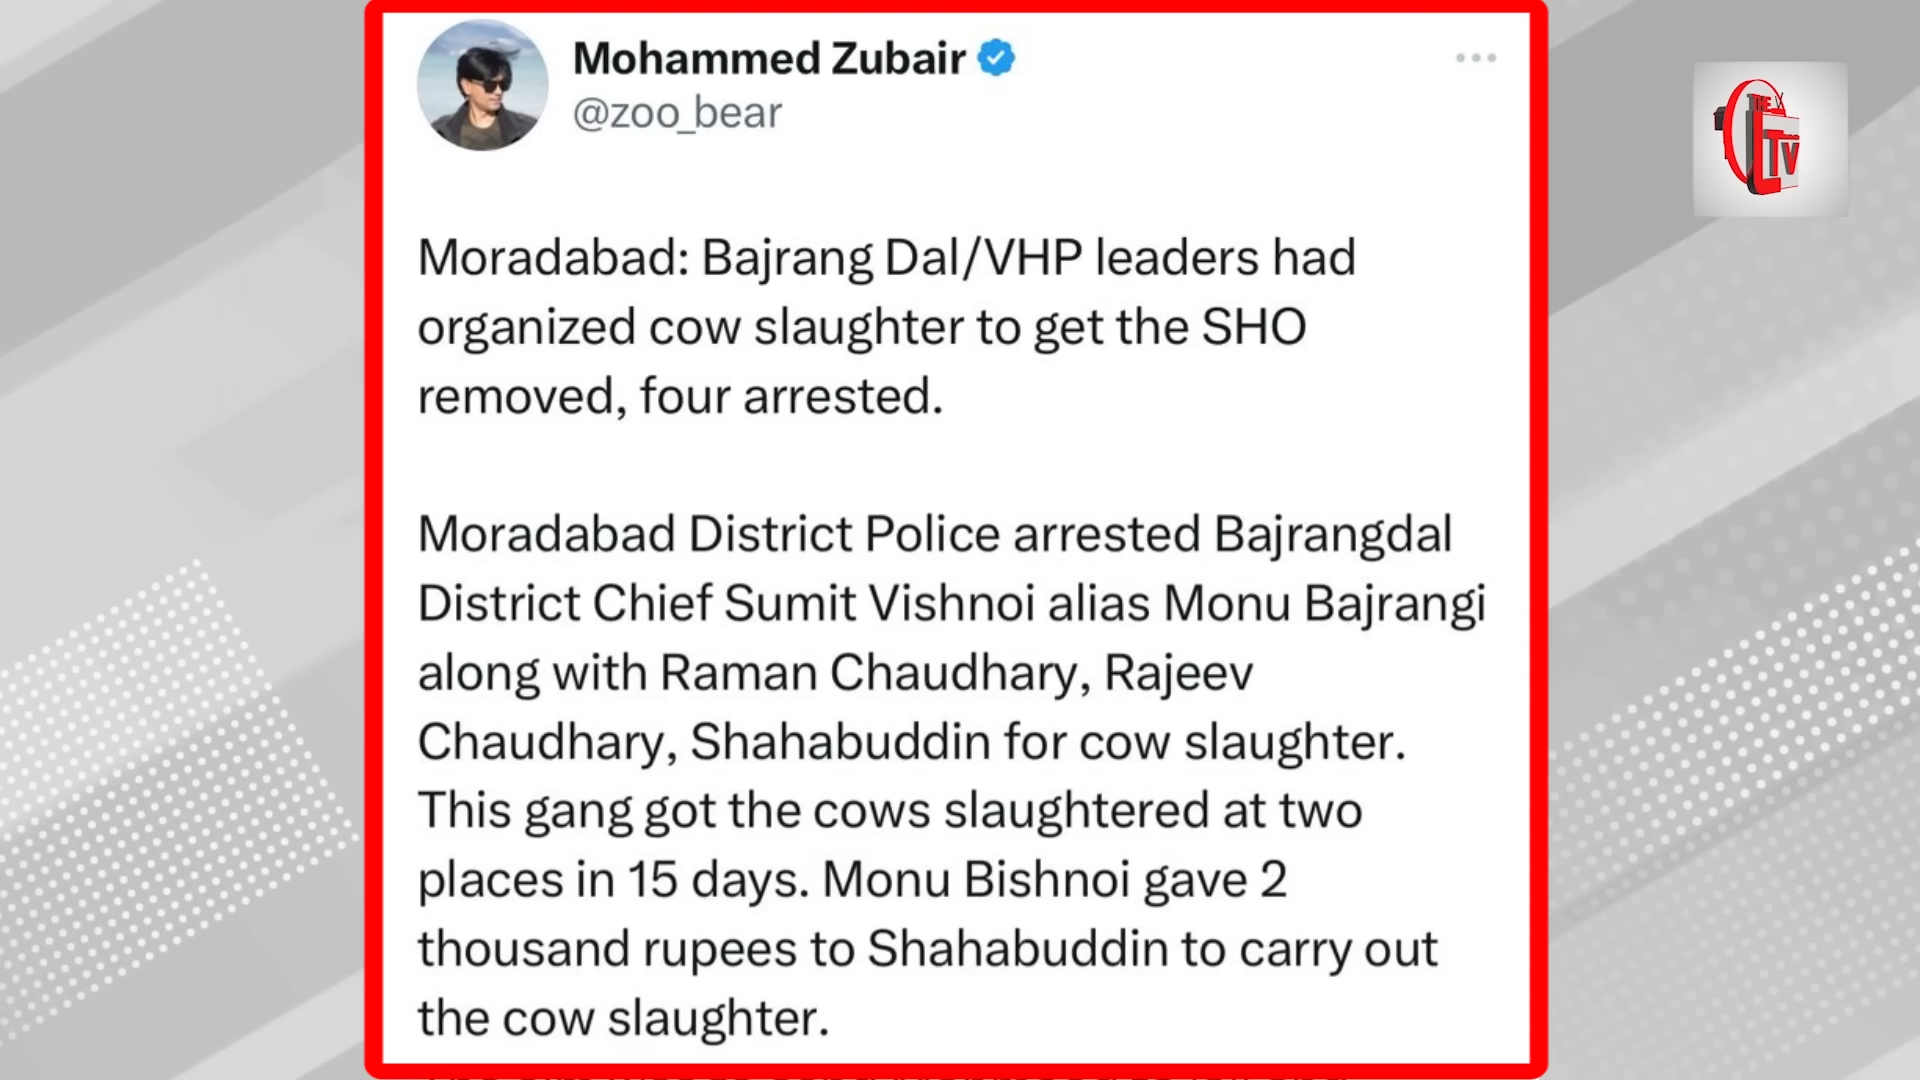 Mohammed Zubair
@zoo_bear
THE
TV
Moradabad: Bajrang Dal/VHP leaders had
organized cow slaughter to get the SHO
removed, four arrested.
Moradabad District Police arrested Bajrangdal
District Chief Sumit Vishnoi alias Monu Bajrangi
along with Raman Chaudhary, Rajeev
Chaudhary, Shahabuddin for cow slaughter.
This gang got the cows slaughtered at two
places in 15 days. Monu Bishnoi gave 2
thousand rupees to Shahabuddin to carry out
the cow slaughter.